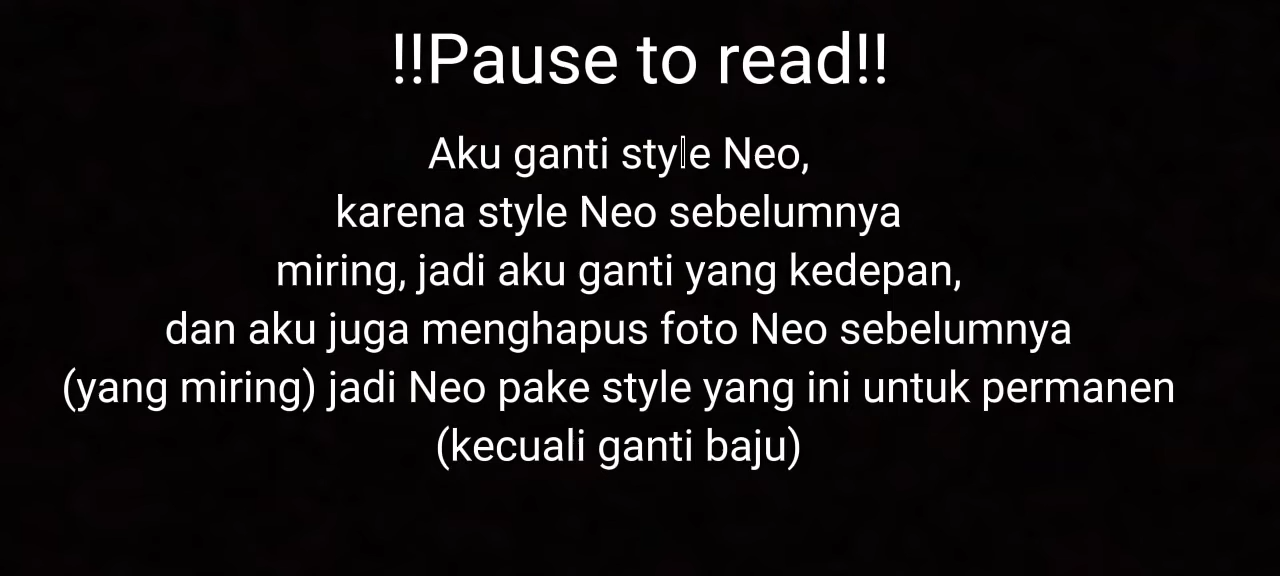 !!Pause to read!!
Aku ganti style Neo,
karena style Neo sebelumnya
miring, jadi aku ganti yang kedepan,
dan aku juga menghapus foto Neo sebelumnya
(yang miring) jadi Neo pake style yang ini untuk permanen
(kecuali ganti baju)